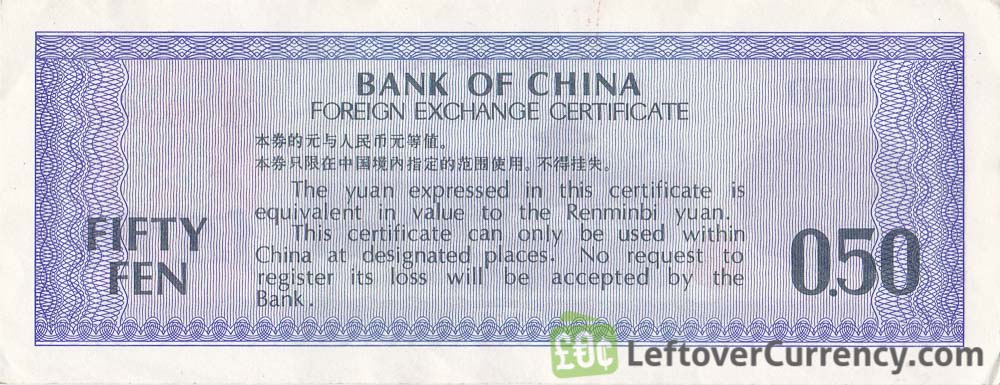 BANK OF CHINA
FOREIGN EXCHANGE CERTIFICATE
本券的元与人民币元等值。
本券只限在中国境内指定的范围使用。不得挂失。
The yuan expressed in this certificate is
equivalent in value to the Renminbi yuan.
This certificate can only be used within
China at designated places. No request to
register its loss will be accepted by the
Bank.
FIFTY
FEN
0.50
£0¢ LeftoverCurrency.com